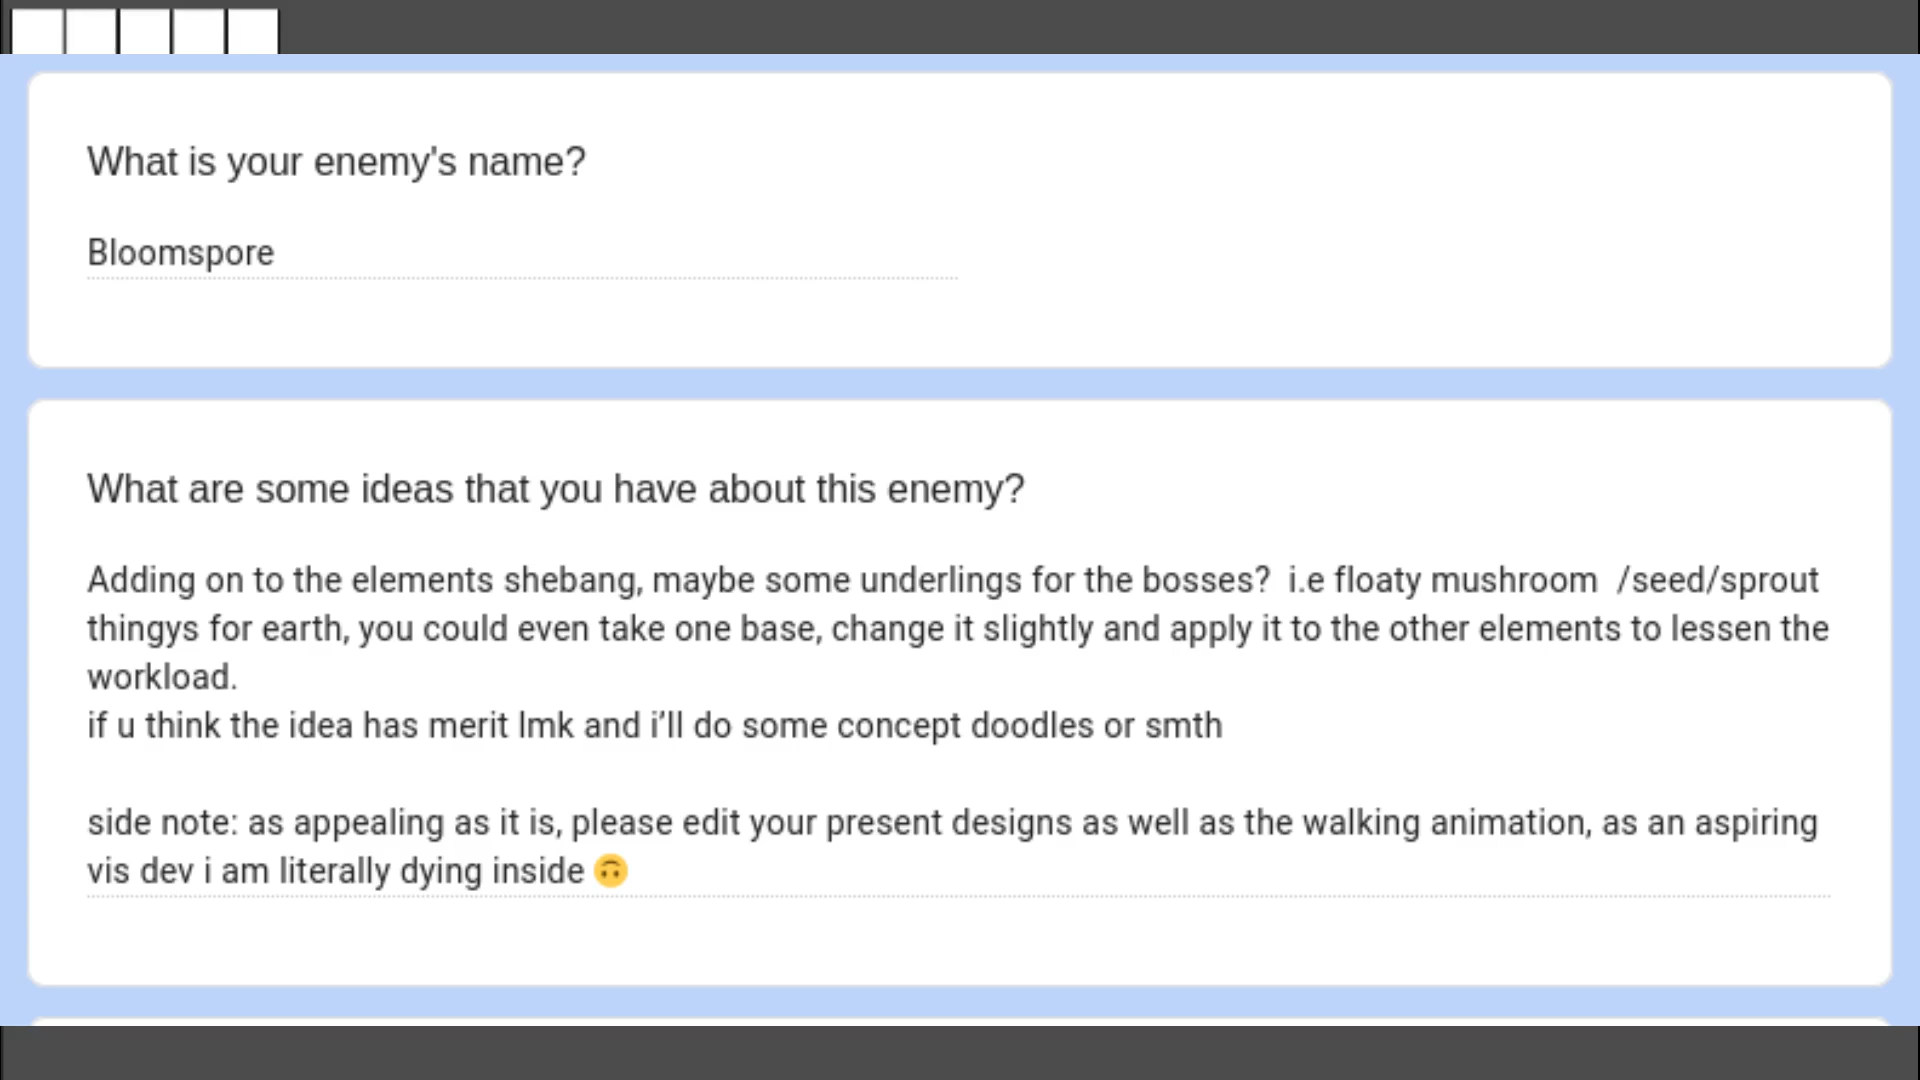 What is your enemy's name?
Bloomspore
What are some ideas that you have about this enemy?
Adding on to the elements shebang, maybe some underlings for the bosses?  i.e floaty mushroom  /seed/sprout
thingys for earth, you could even take one base, change it slightly and apply it to the other elements to lessen the
workload.
if u think the idea has merit lmk and i’ll do some concept doodles or smth
side note: as appealing as it is, please edit your present designs as well as the walking animation, as an aspiring
vis dev i am literally dying inside 🙃